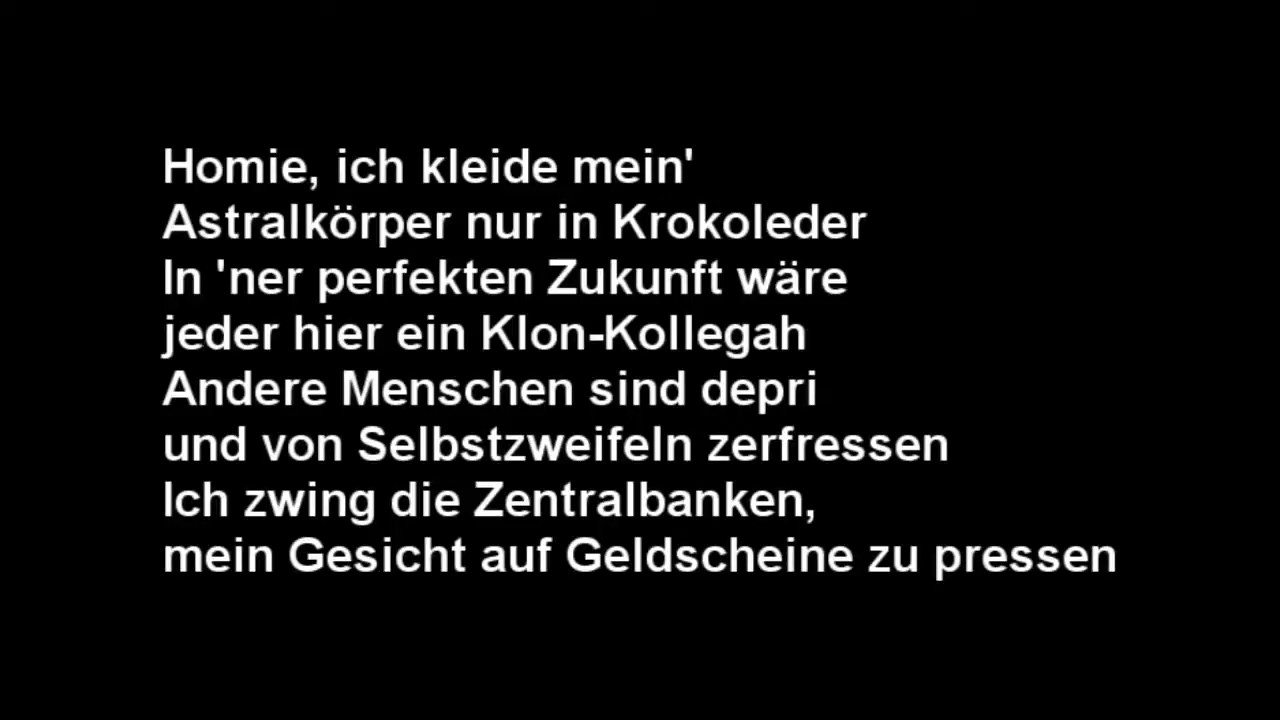 Homie, ich kleide mein'
Astralkörper nur in Krokoleder
In 'ner perfekten Zukunft wäre
jeder hier ein Klon-Kollegah
Andere Menschen sind depri
und von Selbstzweifeln zerfressen
Ich zwing die Zentralbanken,
mein Gesicht auf Geldscheine zu pressen